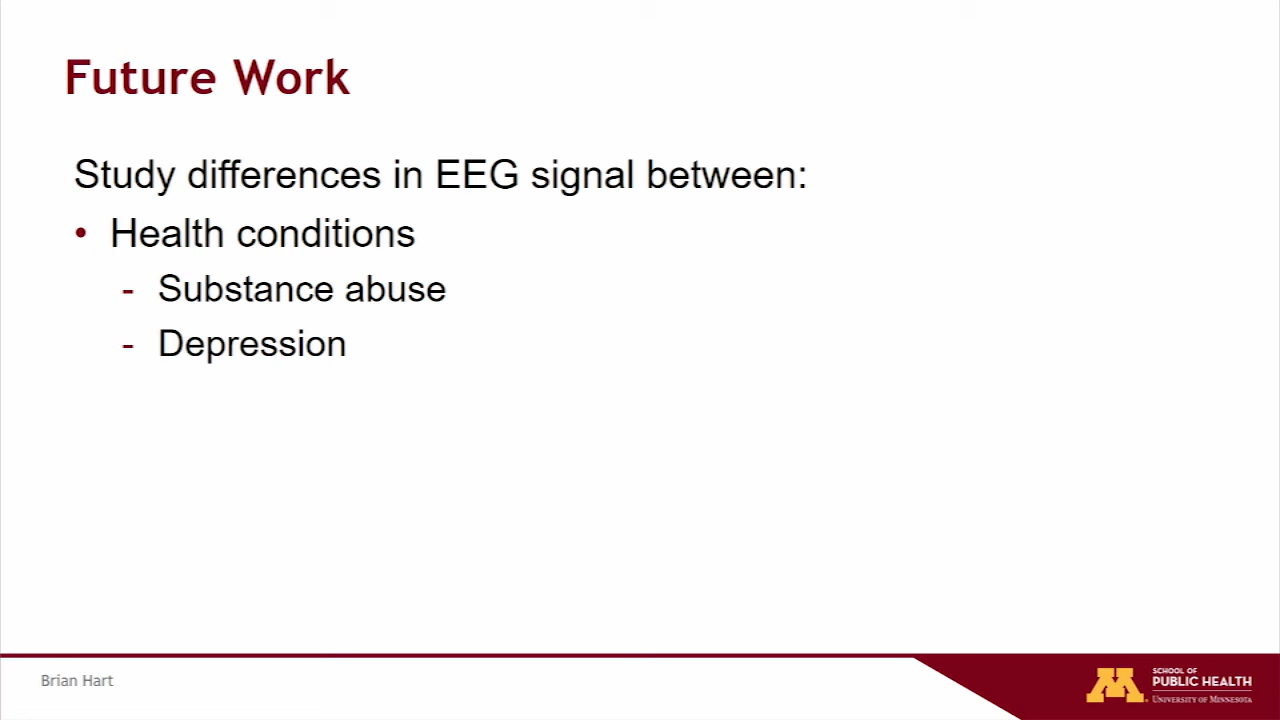 Future Work
Study differences in EEG signal between:
• Health conditions
- Substance abuse
- Depression
Brian Hart
M
SCHOOL OF
PUBLIC HEALTH
UNIVERSITY OF MINNESOTA